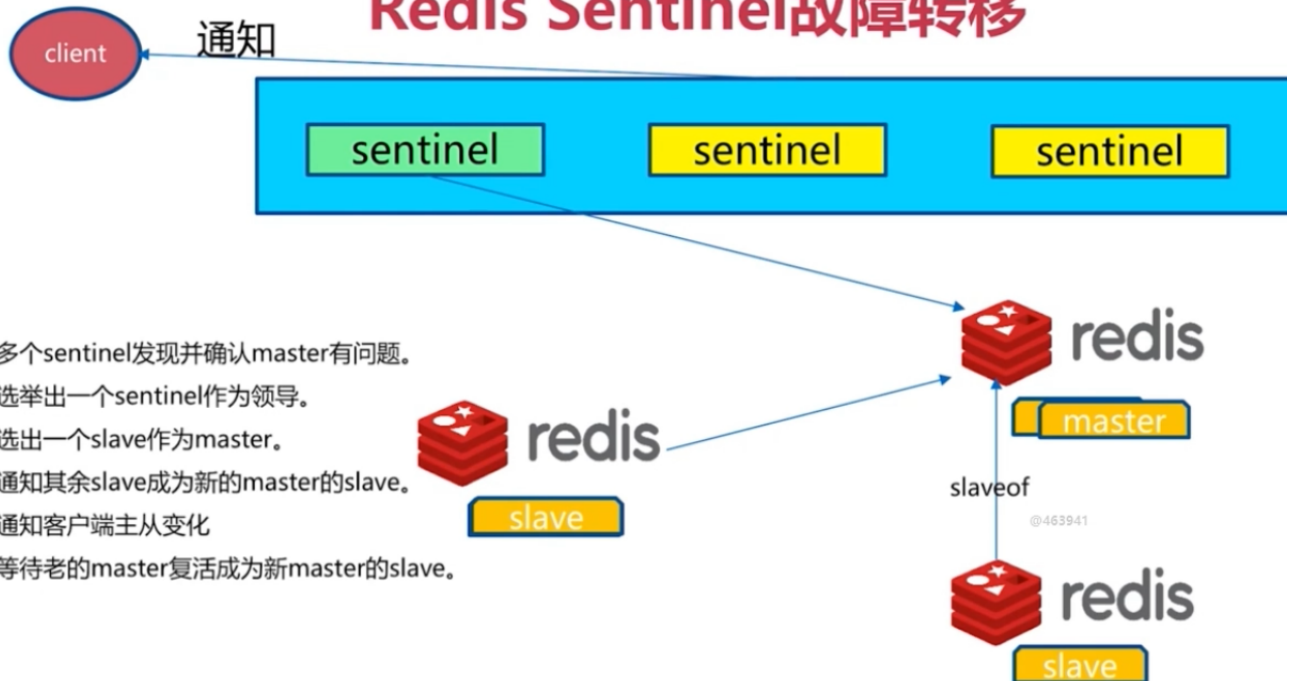 Redis Sentinel故障转移
client
通知
sentinel
sentinel
sentinel
redis
master
多个sentinel发现并确认master有问题。
选举出一个sentinel作为领导。
选出一个slave作为master。
通知其余slave成为新的master的slave。
通知客户端主从变化
等待老的master复活成为新master的slave。
redis
slave
slaveof
@463941
redis
slave